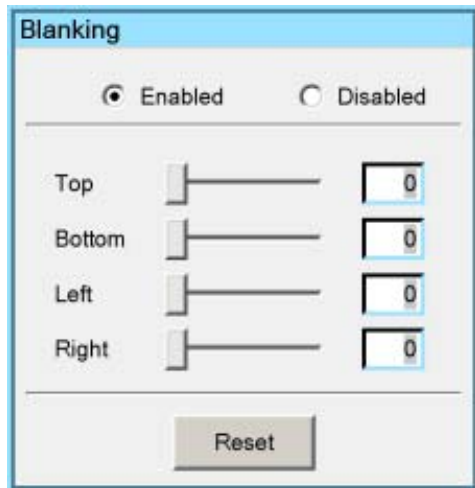 Blanking
Enabled Disabled
Top 0
Bottom 0
Left 0
Right 0
Reset